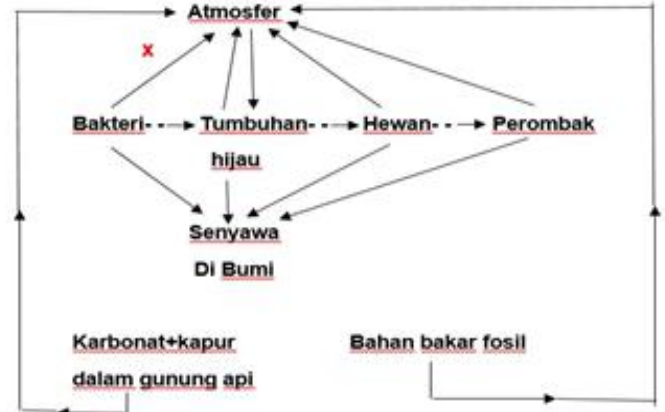 Atmosfer
x
Bakteri Tumbuhan Hewan Perombak
hijau
Senyawa
Di Bumi
Karbonat+kapur Bahan bakar fosil
dalam gunung api